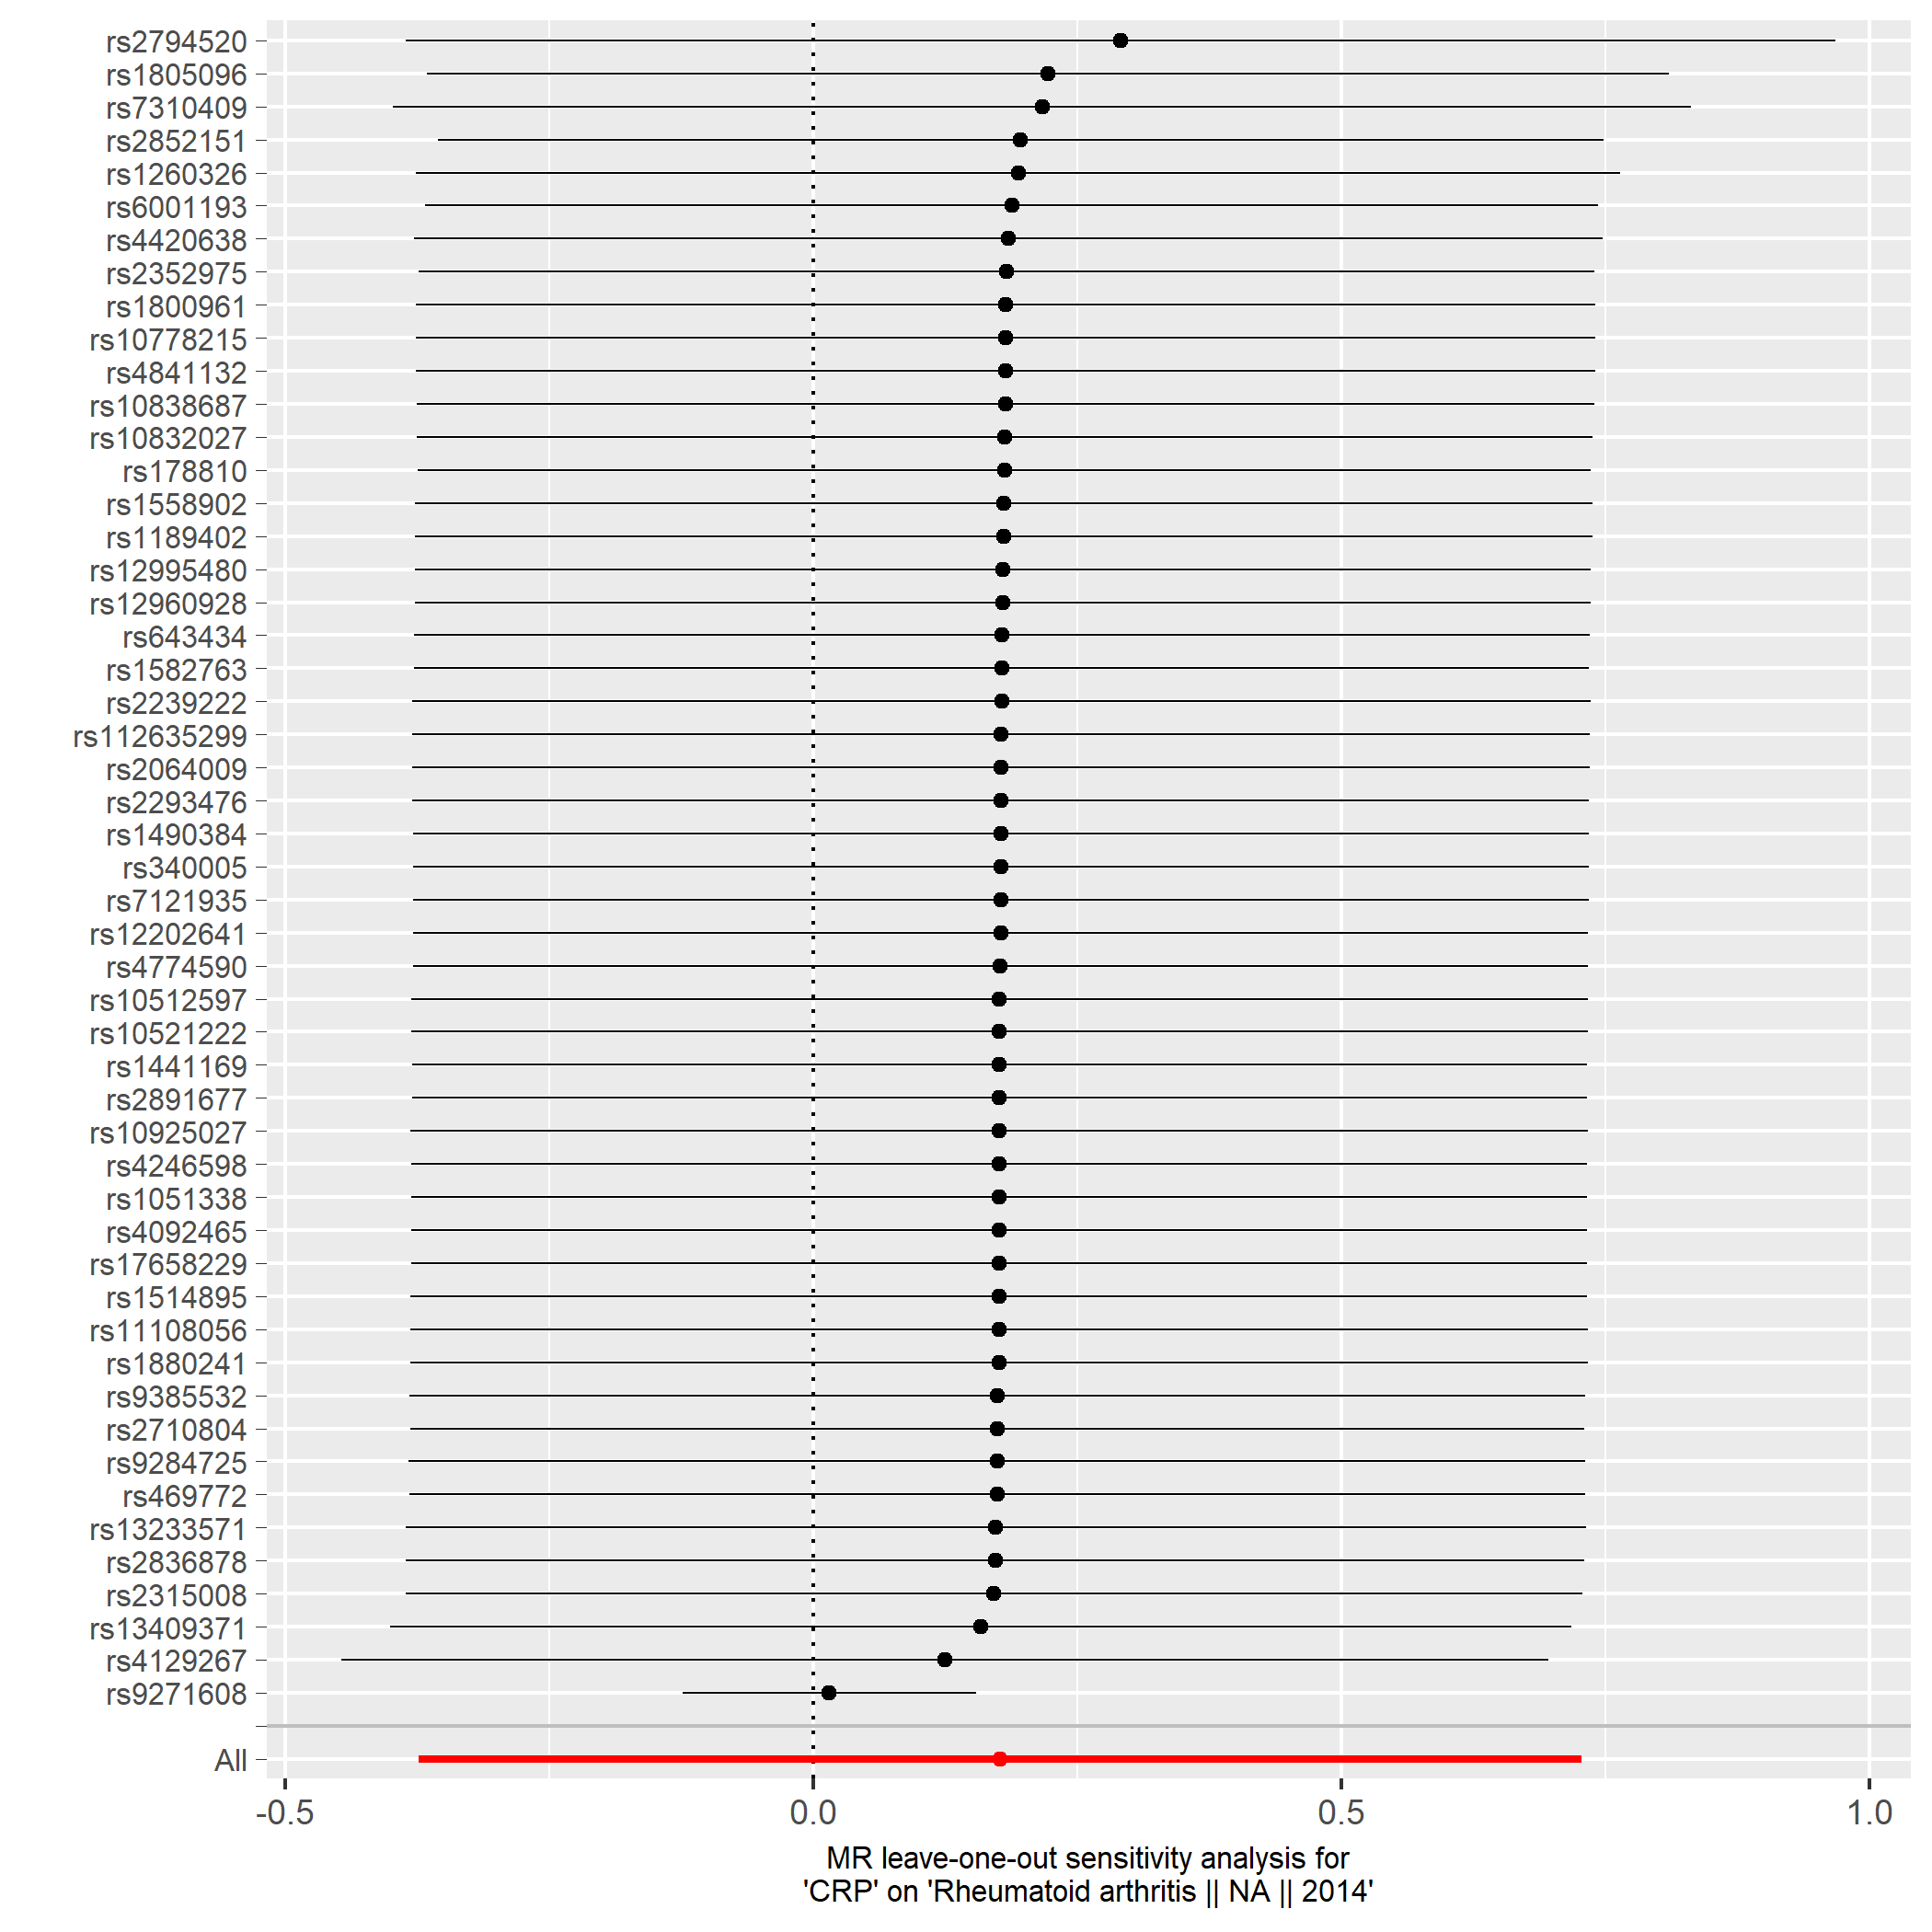 rs2794520
rs1805096
rs7310409
rs2852151
rs1260326
rs6001193
rs4420638
rs2352975
rs1800961
rs10778215
rs4841132
rs10838687
rs10832027
rs178810
rs1558902
rs1189402
rs12995480
rs12960928
rs643434
rs1582763
rs2239222
rs112635299
rs2064009
rs2293476
rs1490384
rs340005
rs7121935
rs12202641
rs4774590
rs10512597
rs10521222
rs1441169
rs2891677
rs10925027
rs4246598
rs1051338
rs4092465
rs17658229
rs1514895
rs11108056
rs1880241
rs9385532
rs2710804
rs9284725
rs469772
rs13233571
rs2836878
rs2315008
rs13409371
rs4129267
rs9271608
All
-0.5 0.0 0.5 1.0
MR leave-one-out sensitivity analysis for
'CRP' on 'Rheumatoid arthritis || NA || 2014'